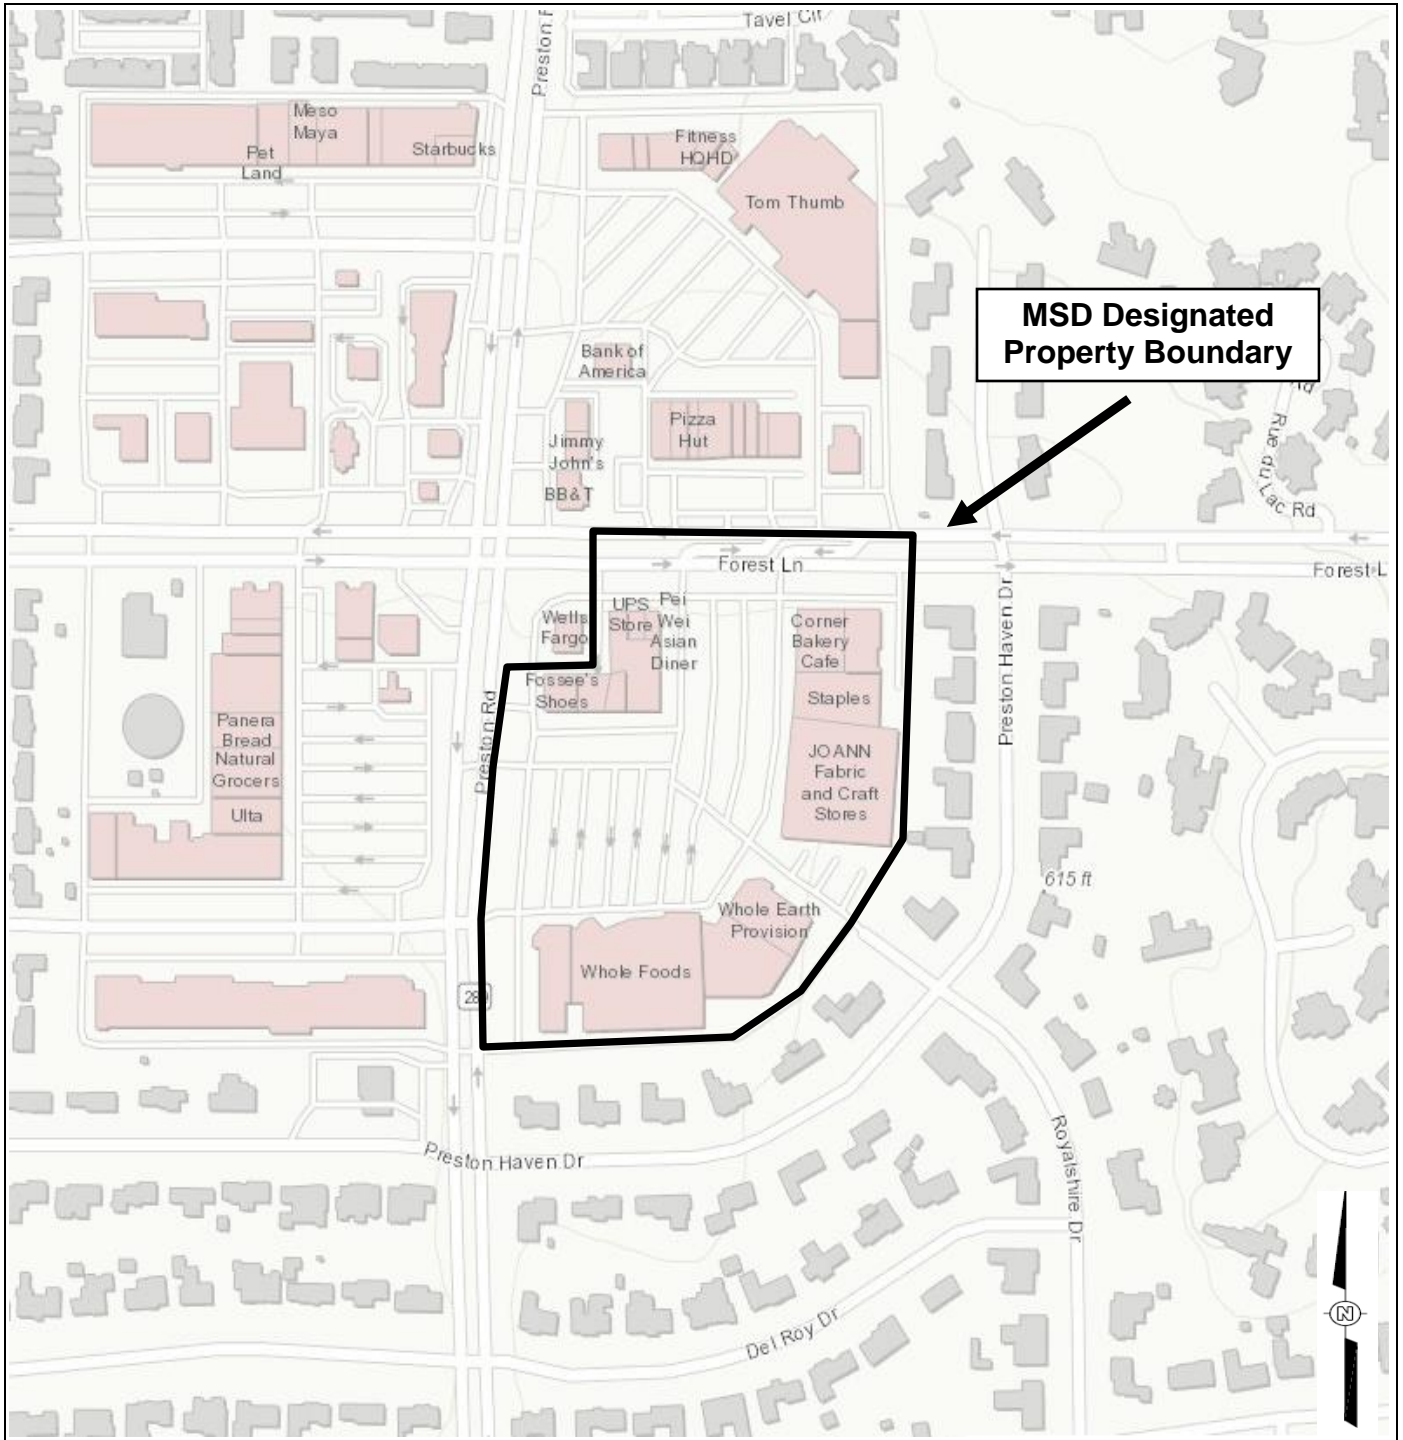 Tavel Cir
Preston R
Meso
Maya
Starbucks
Pet
Land
Fitness
HQHD
Tom Thumb
MSD Designated
Property Boundary
Bank of
America
Rd
Rue du Lac Rd
Pizza
Hut
Jimmy
John's
BB&T
Forest Ln
Forest L
Preston Haven Dr
Wells
Fargo
UPS
Store
Pei
Wei
Asian
Diner
Corner
Bakery
Cafe
Fossee's
Shoes
Staples
Preston Rd
Panera
Bread
Natural
Grocers
Ulta
JOANN
Fabric
and Craft
Stores
615 ft
Whole Earth
Provision
Whole Foods
Preston Haven Dr
Royalshire Dr
Del Roy Dr
N